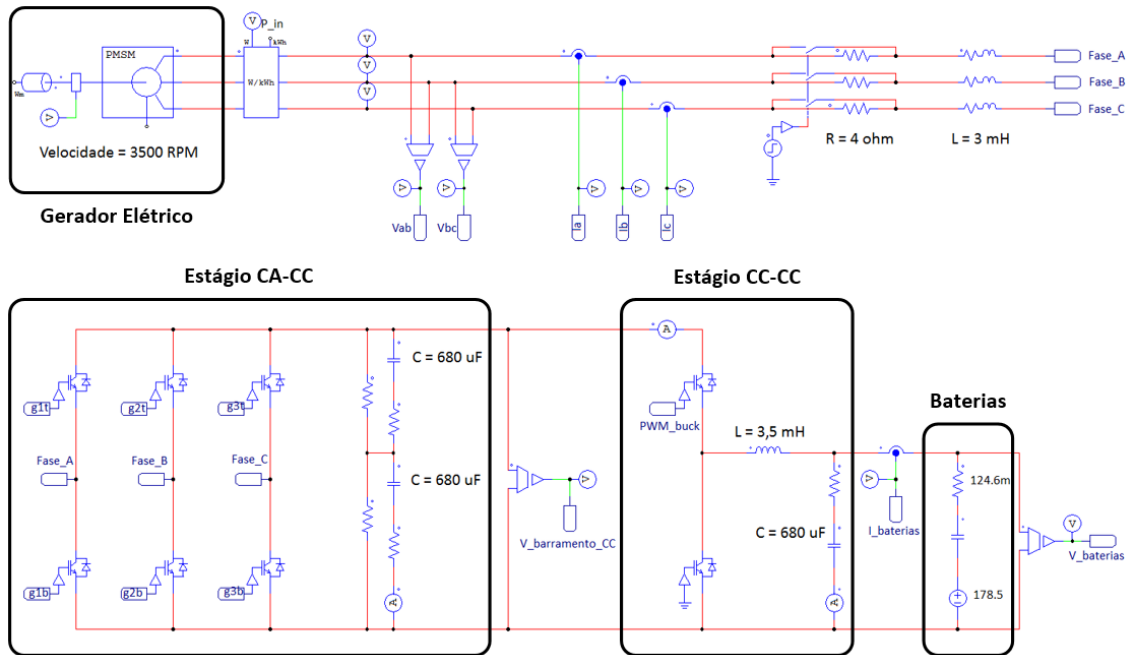 P_in
V
W
kWh
PMSM
V
V
V
Wm
W/kWh
V
Velocidade = 3500 RPM
Gerador Elétrico
R = 4 ohm
L = 3 mH
Fase_A
Fase_B
Fase_C
V
V
V
V
V
Vab
Vbc
Ia
Ib
Ic
Estágio CA-CC
Estágio CC-CC
A
C = 680 uF
g1t
g2t
g3t
PWM_buck
L = 3,5 mH
Baterias
Fase_A
Fase_B
Fase_C
C = 680 uF
V
V_barramento_CC
V
I_baterias
124.6m
C = 680 uF
V
V_baterias
g1b
g2b
g3b
A
A
178.5